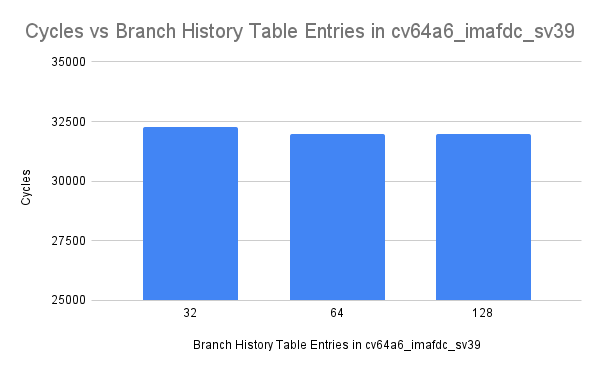 Cycles vs Branch History Table Entries in cv64a6_imafdc_sv39
35000
32500
30000
27500
25000
Cycles
32 64 128
Branch History Table Entries in cv64a6_imafdc_sv39